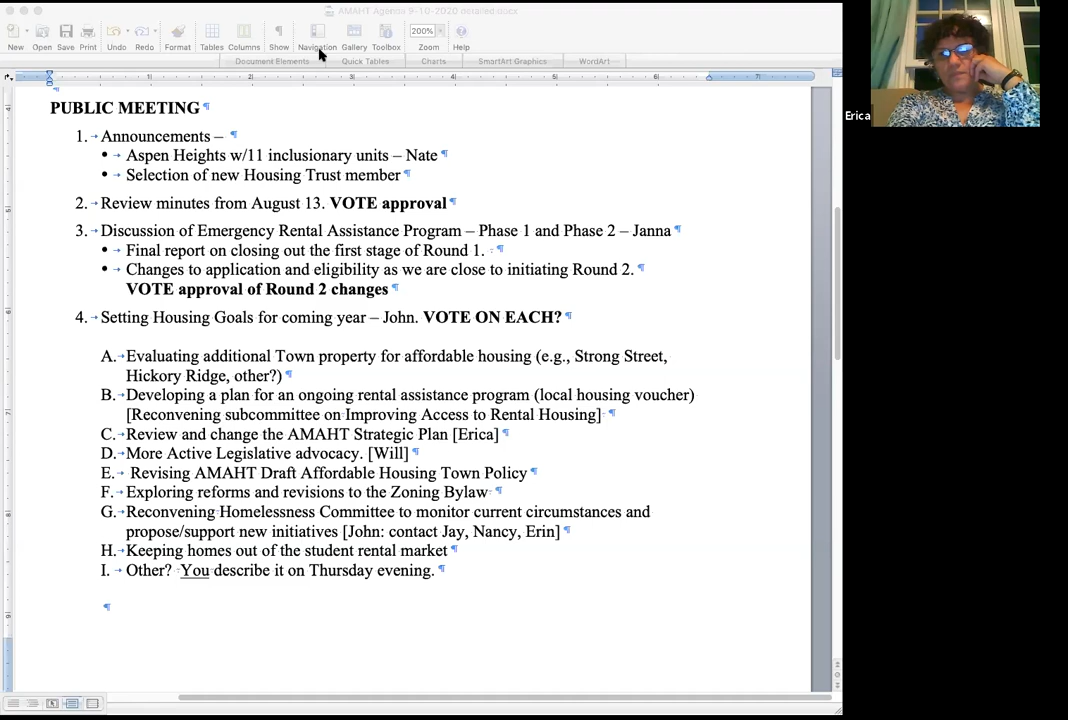 AMAHT Agenda 9-10-2020 detailed.docx
New Open Save Print Undo Redo Format Tables Columns Show Navigation Gallery Toolbox Zoom Help
200%
Document Elements Quick Tables Charts SmartArt Graphics WordArt
PUBLIC MEETING
1. Announcements –
• Aspen Heights w/11 inclusionary units – Nate
• Selection of new Housing Trust member
2. Review minutes from August 13. VOTE approval
3. Discussion of Emergency Rental Assistance Program – Phase 1 and Phase 2 – Janna
• Final report on closing out the first stage of Round 1.
• Changes to application and eligibility as we are close to initiating Round 2.
VOTE approval of Round 2 changes
4. Setting Housing Goals for coming year – John. VOTE ON EACH?
A. Evaluating additional Town property for affordable housing (e.g., Strong Street,
Hickory Ridge, other?)
B. Developing a plan for an ongoing rental assistance program (local housing voucher)
[Reconvening subcommittee on Improving Access to Rental Housing]
C. Review and change the AMAHT Strategic Plan [Erica]
D. More Active Legislative advocacy. [Will]
E. Revising AMAHT Draft Affordable Housing Town Policy
F. Exploring reforms and revisions to the Zoning Bylaw
G. Reconvening Homelessness Committee to monitor current circumstances and
propose/support new initiatives [John: contact Jay, Nancy, Erin]
H. Keeping homes out of the student rental market
I. Other? You describe it on Thursday evening.
Erica